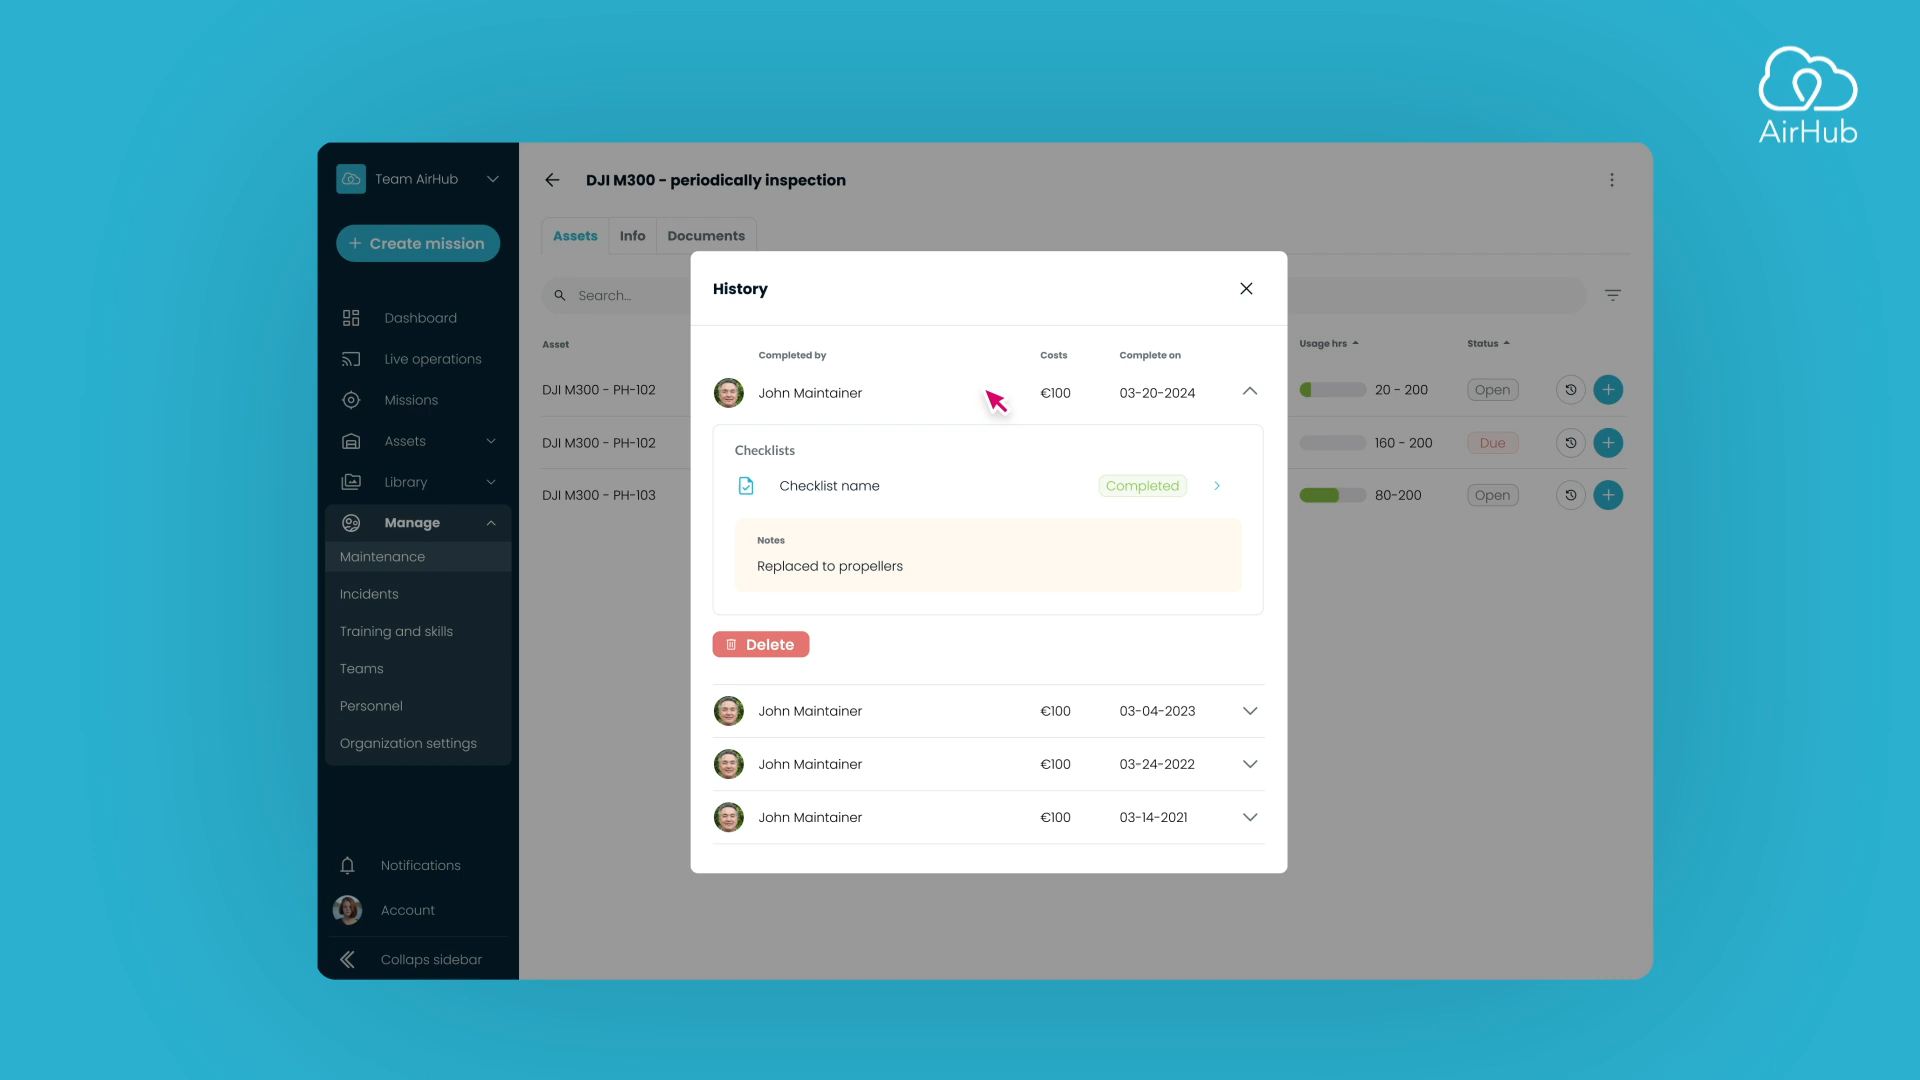 AirHub
Team AirHub
Create mission
Dashboard
Live operations
Missions
Assets
Library
Manage
Maintenance
Incidents
Training and skills
Teams
Personnel
Organization settings
Notifications
Account
Collaps sidebar
DJI M300 - periodically inspection
Assets Info Documents
Search...
Asset Usage hrs Status
DJI M300 - PH-102 20 - 200 Open
DJI M300 - PH-102 160 - 200 Due
DJI M300 - PH-103 80-200 Open
History
Completed by Costs Complete on
John Maintainer €100 03-20-2024
Checklists
Checklist name Completed
Notes
Replaced to propellers
Delete
John Maintainer €100 03-04-2023
John Maintainer €100 03-24-2022
John Maintainer €100 03-14-2021